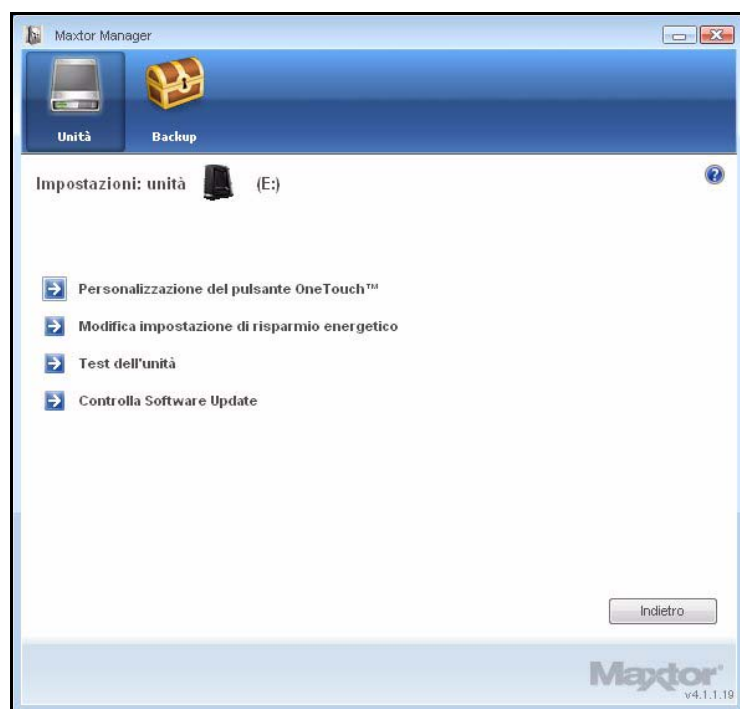 Maxtor Manager
Unità
Backup
Impostazioni: unità (E:)
Personalizzazione del pulsante OneTouch™
Modifica impostazione di risparmio energetico
Test dell'unità
Controlla Software Update
Indietro
Maxtor®
v4.1.1.19